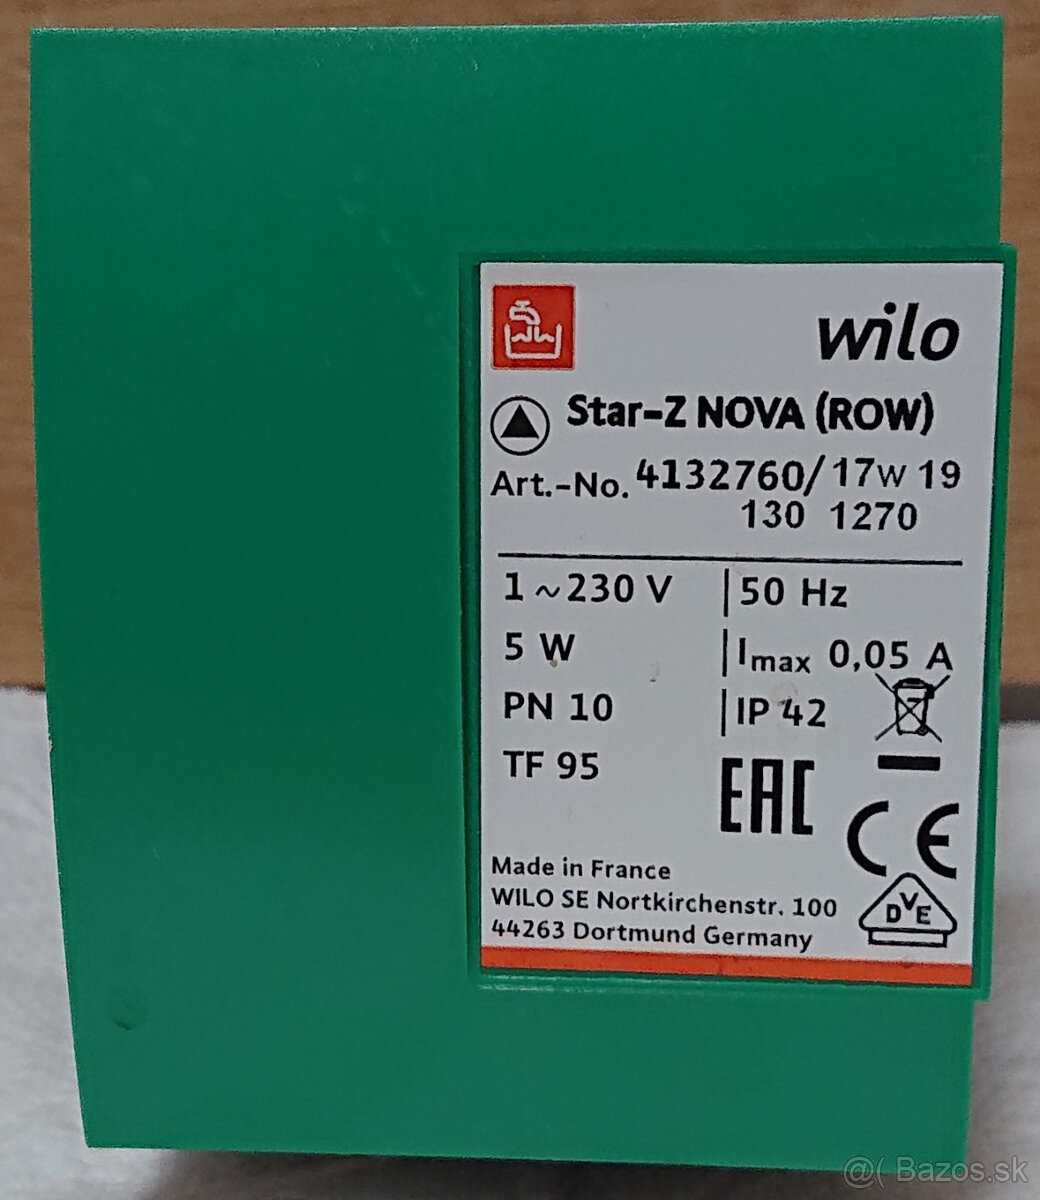 wilo
Star-Z NOVA (ROW)
Art.-No. 4132760/17w 19
130 1270
1~230 V | 50 Hz
5 W | Imax 0,05 A
PN 10 | IP 42
TF 95
EAC
CE
Made in France
WILO SE Nortkirchenstr. 100
44263 Dortmund Germany
DVE
@( Bazos.sk